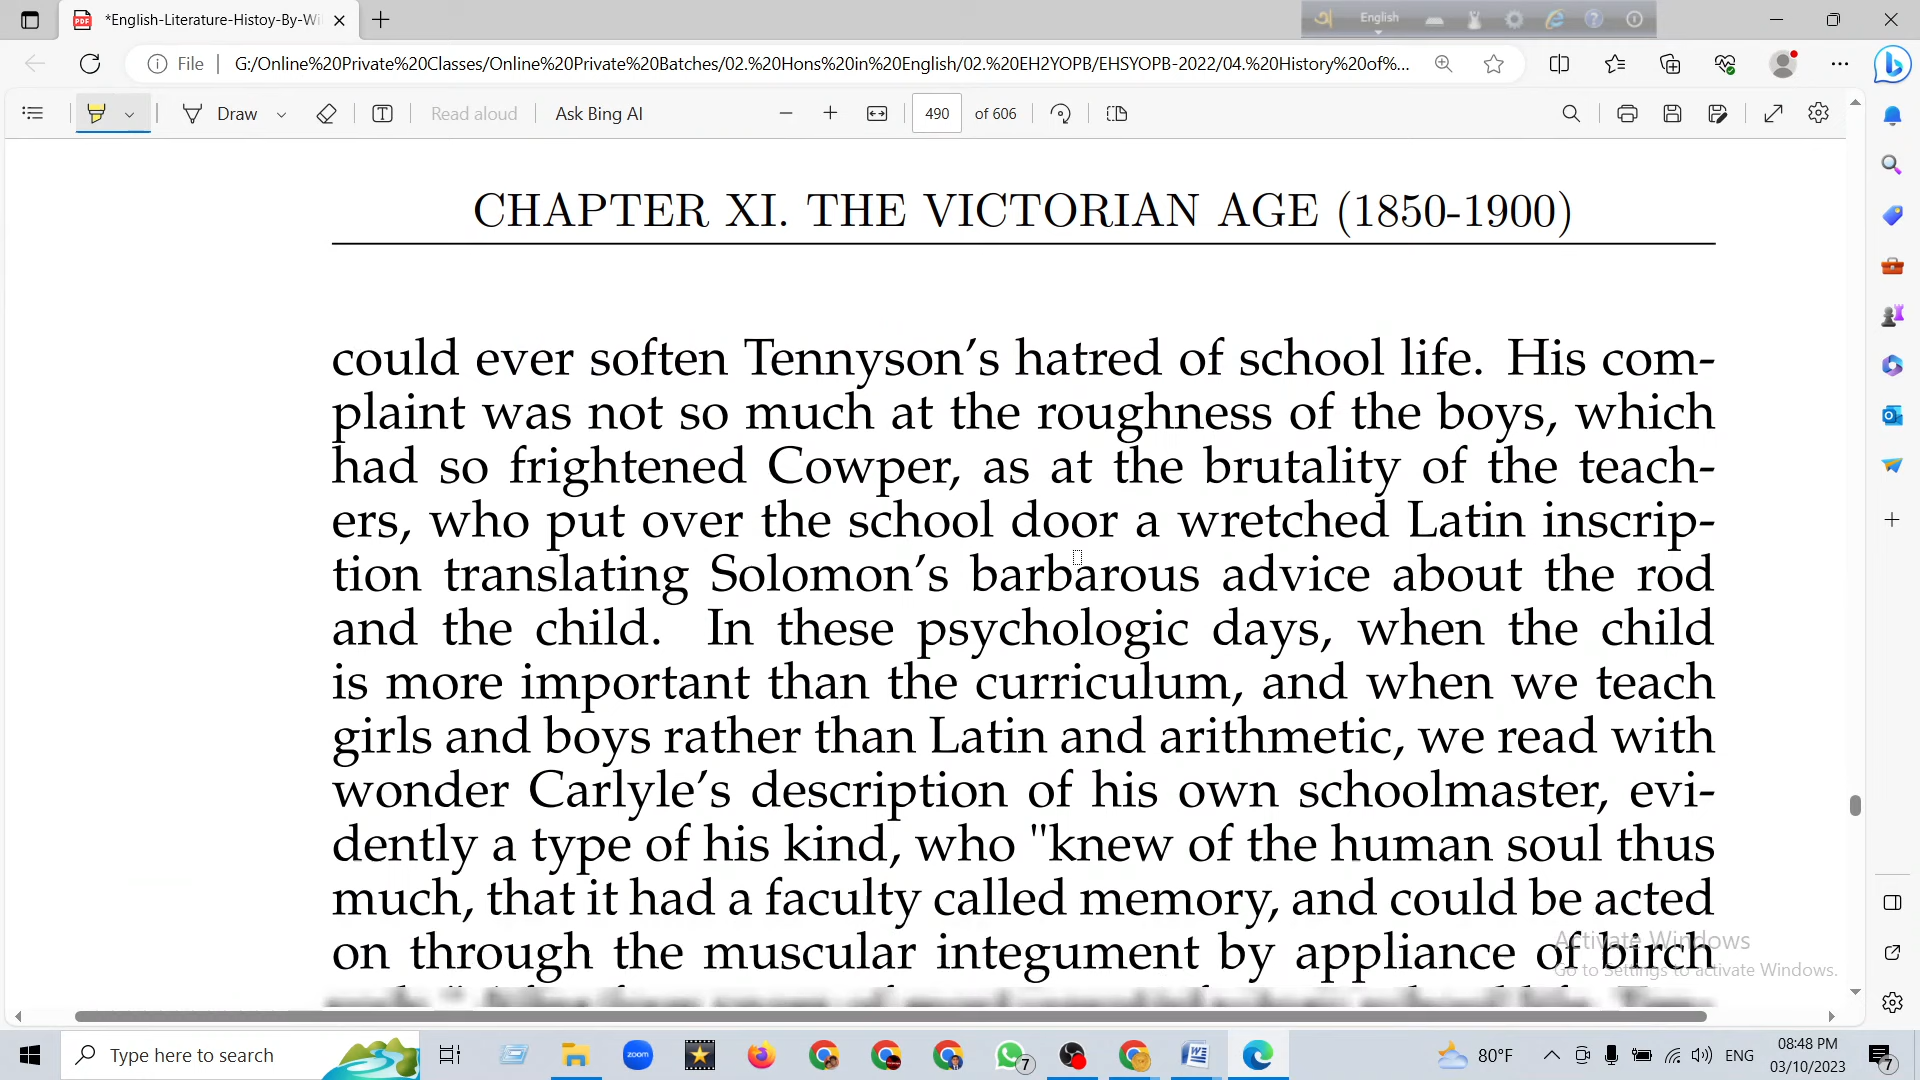 *English-Literature-Histoy-By-Wi
English
File
G:/Online%20Private%20Classes/Online%20Private%20Batches/02.%20Hons%20in%20English/02.%20EH2YOPB/EHSYOPB-2022/04.%20History%20of%...
Draw
Read aloud
Ask Bing AI
490
of 606
CHAPTER XI. THE VICTORIAN AGE (1850-1900)
could ever soften Tennyson's hatred of school life. His com-
plaint was not so much at the roughness of the boys, which
had so frightened Cowper, as at the brutality of the teach-
ers, who put over the school door a wretched Latin inscrip-
tion translating Solomon's barbarous advice about the rod
and the child. In these psychologic days, when the child
is more important than the curriculum, and when we teach
girls and boys rather than Latin and arithmetic, we read with
wonder Carlyle's description of his own schoolmaster, evi-
dently a type of his kind, who "knew of the human soul thus
much, that it had a faculty called memory, and could be acted
on through the muscular integument by appliance of birch
Activate Windows
Go to Settings to activate Windows.
Type here to search
zoom
7
80°F
ENG
08:48 PM
03/10/2023
7